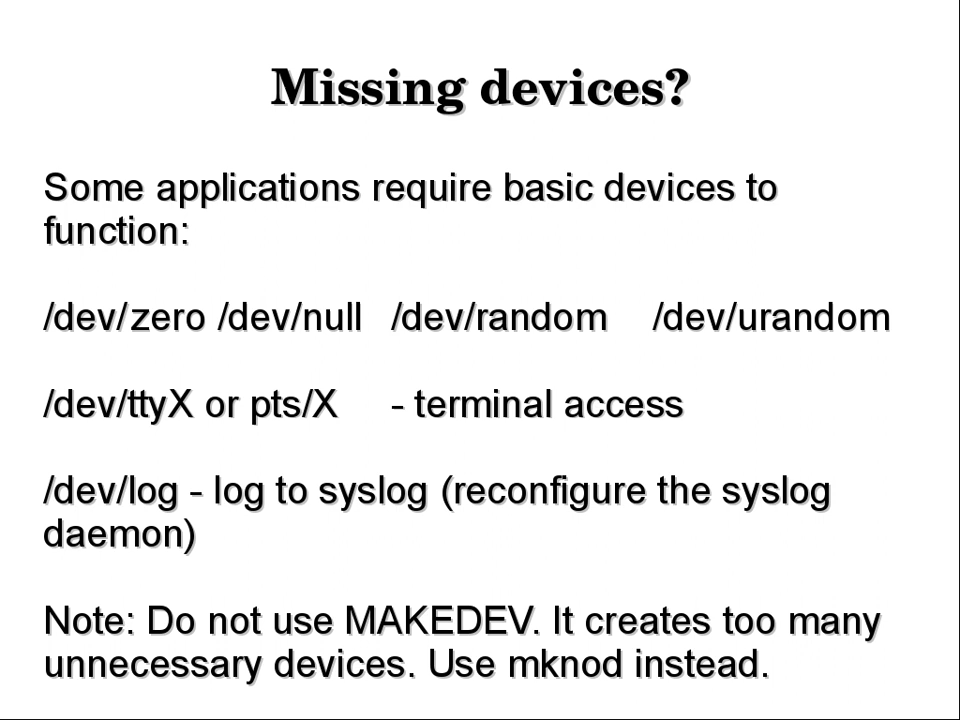 Missing devices?
Some applications require basic devices to
function:
/dev/zero /dev/null /dev/random /dev/urandom
/dev/ttyX or pts/X - terminal access
/dev/log - log to syslog (reconfigure the syslog
daemon)
Note: Do not use MAKEDEV. It creates too many
unnecessary devices. Use mknod instead.